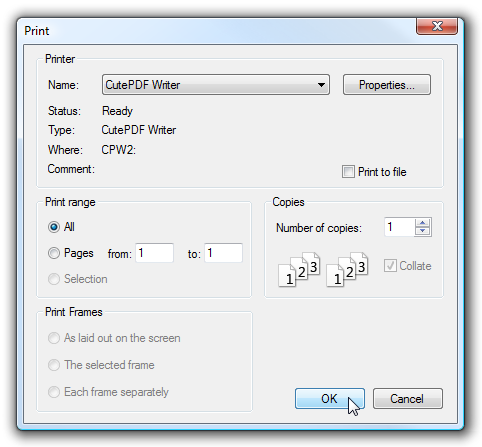 Print
Printer
Name: CutePDF Writer Properties...
Status: Ready
Type: CutePDF Writer
Where: CPW2:
Comment: Print to file
Print range
All
Pages from: 1 to: 1
Selection
Copies
Number of copies: 1
1 2 3 1 2 3 Collate
Print Frames
As laid out on the screen
The selected frame
Each frame separately
OK Cancel